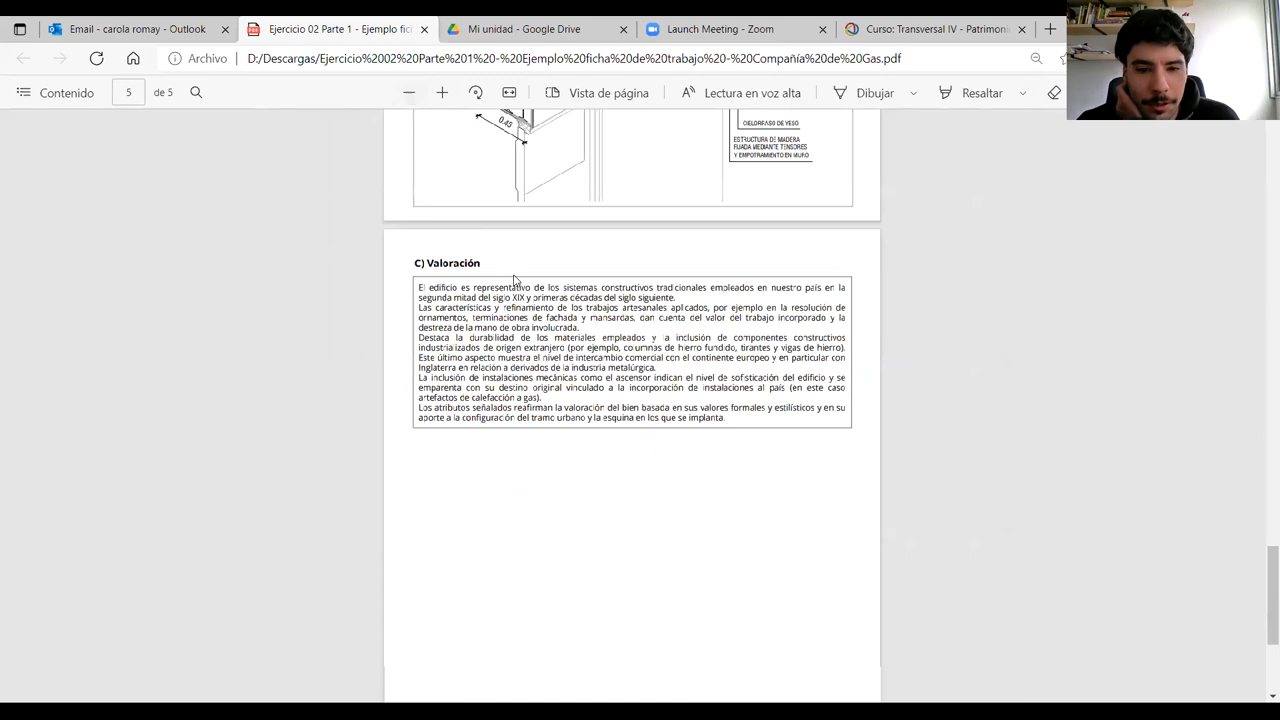 Email - carola romay - Outlook
Ejercicio 02 Parte 1 - Ejemplo fic
Mi unidad - Google Drive
Launch Meeting - Zoom
Curso: Transversal IV - Patrimoni
Archivo
D:/Descargas/Ejercicio%2002%20Parte%201%20-%20Ejemplo%20ficha%20de%20trabajo%20-%20Compañía%20de%20Gas.pdf
Contenido
5
de 5
Vista de página
Lectura en voz alta
Dibujar
Resaltar
0.45
CIELORRASO DE YESO
ESTRUCTURA DE MADERA
FIJADA MEDIANTE TENSORES
Y EMPOTRAMIENTO EN MURO
C) Valoración
El edificio es representativo de los sistemas constructivos tradicionales empleados en nuestro país en la
segunda mitad del siglo XIX y primeras décadas del siglo siguiente.
Las características y refinamiento de los trabajos artesanales aplicados, por ejemplo en la resolución de
ornamentos, terminaciones de fachada y mansardas, dan cuenta del valor del trabajo incorporado y la
destreza de la mano de obra involucrada.
Destaca la durabilidad de los materiales empleados y la inclusión de componentes constructivos
industrializados de origen extranjero (por ejemplo, columnas de hierro fundido, tirantes y vigas de hierro).
Este último aspecto muestra el nivel de intercambio comercial con el continente europeo y en particular con
Inglaterra en relación a derivados de la industria metalúrgica.
La inclusión de instalaciones mecánicas como el ascensor indican el nivel de sofisticación del edificio y se
emparenta con su destino original vinculado a la incorporación de instalaciones al país (en este caso
artefactos de calefacción a gas).
Los atributos señalados reafirman la valoración del bien basada en sus valores formales y estilísticos y en su
aporte a la configuración del tramo urbano y la esquina en los que se implanta.